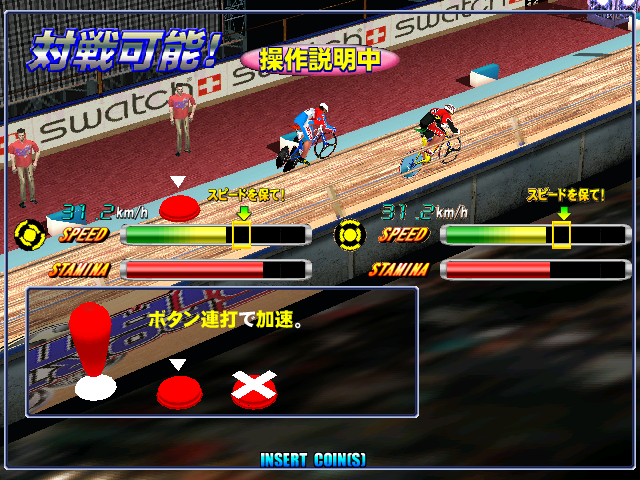 対戦可能!
操作説明中
swatch
swatch
swatch
swatch
スピードを保て!
スピードを保て!
31.2km/h
31.2km/h
SPEED
SPEED
STAMINA
STAMINA
ボタン連打で加速。
INSERT COIN(S)